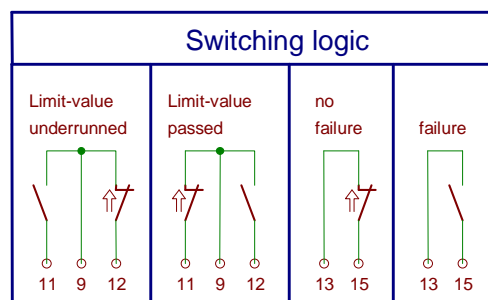 Switching logic
Limit-value
underrunned
Limit-value
passed
no
failure
failure
11 9 12
11 9 12
13 15
13 15